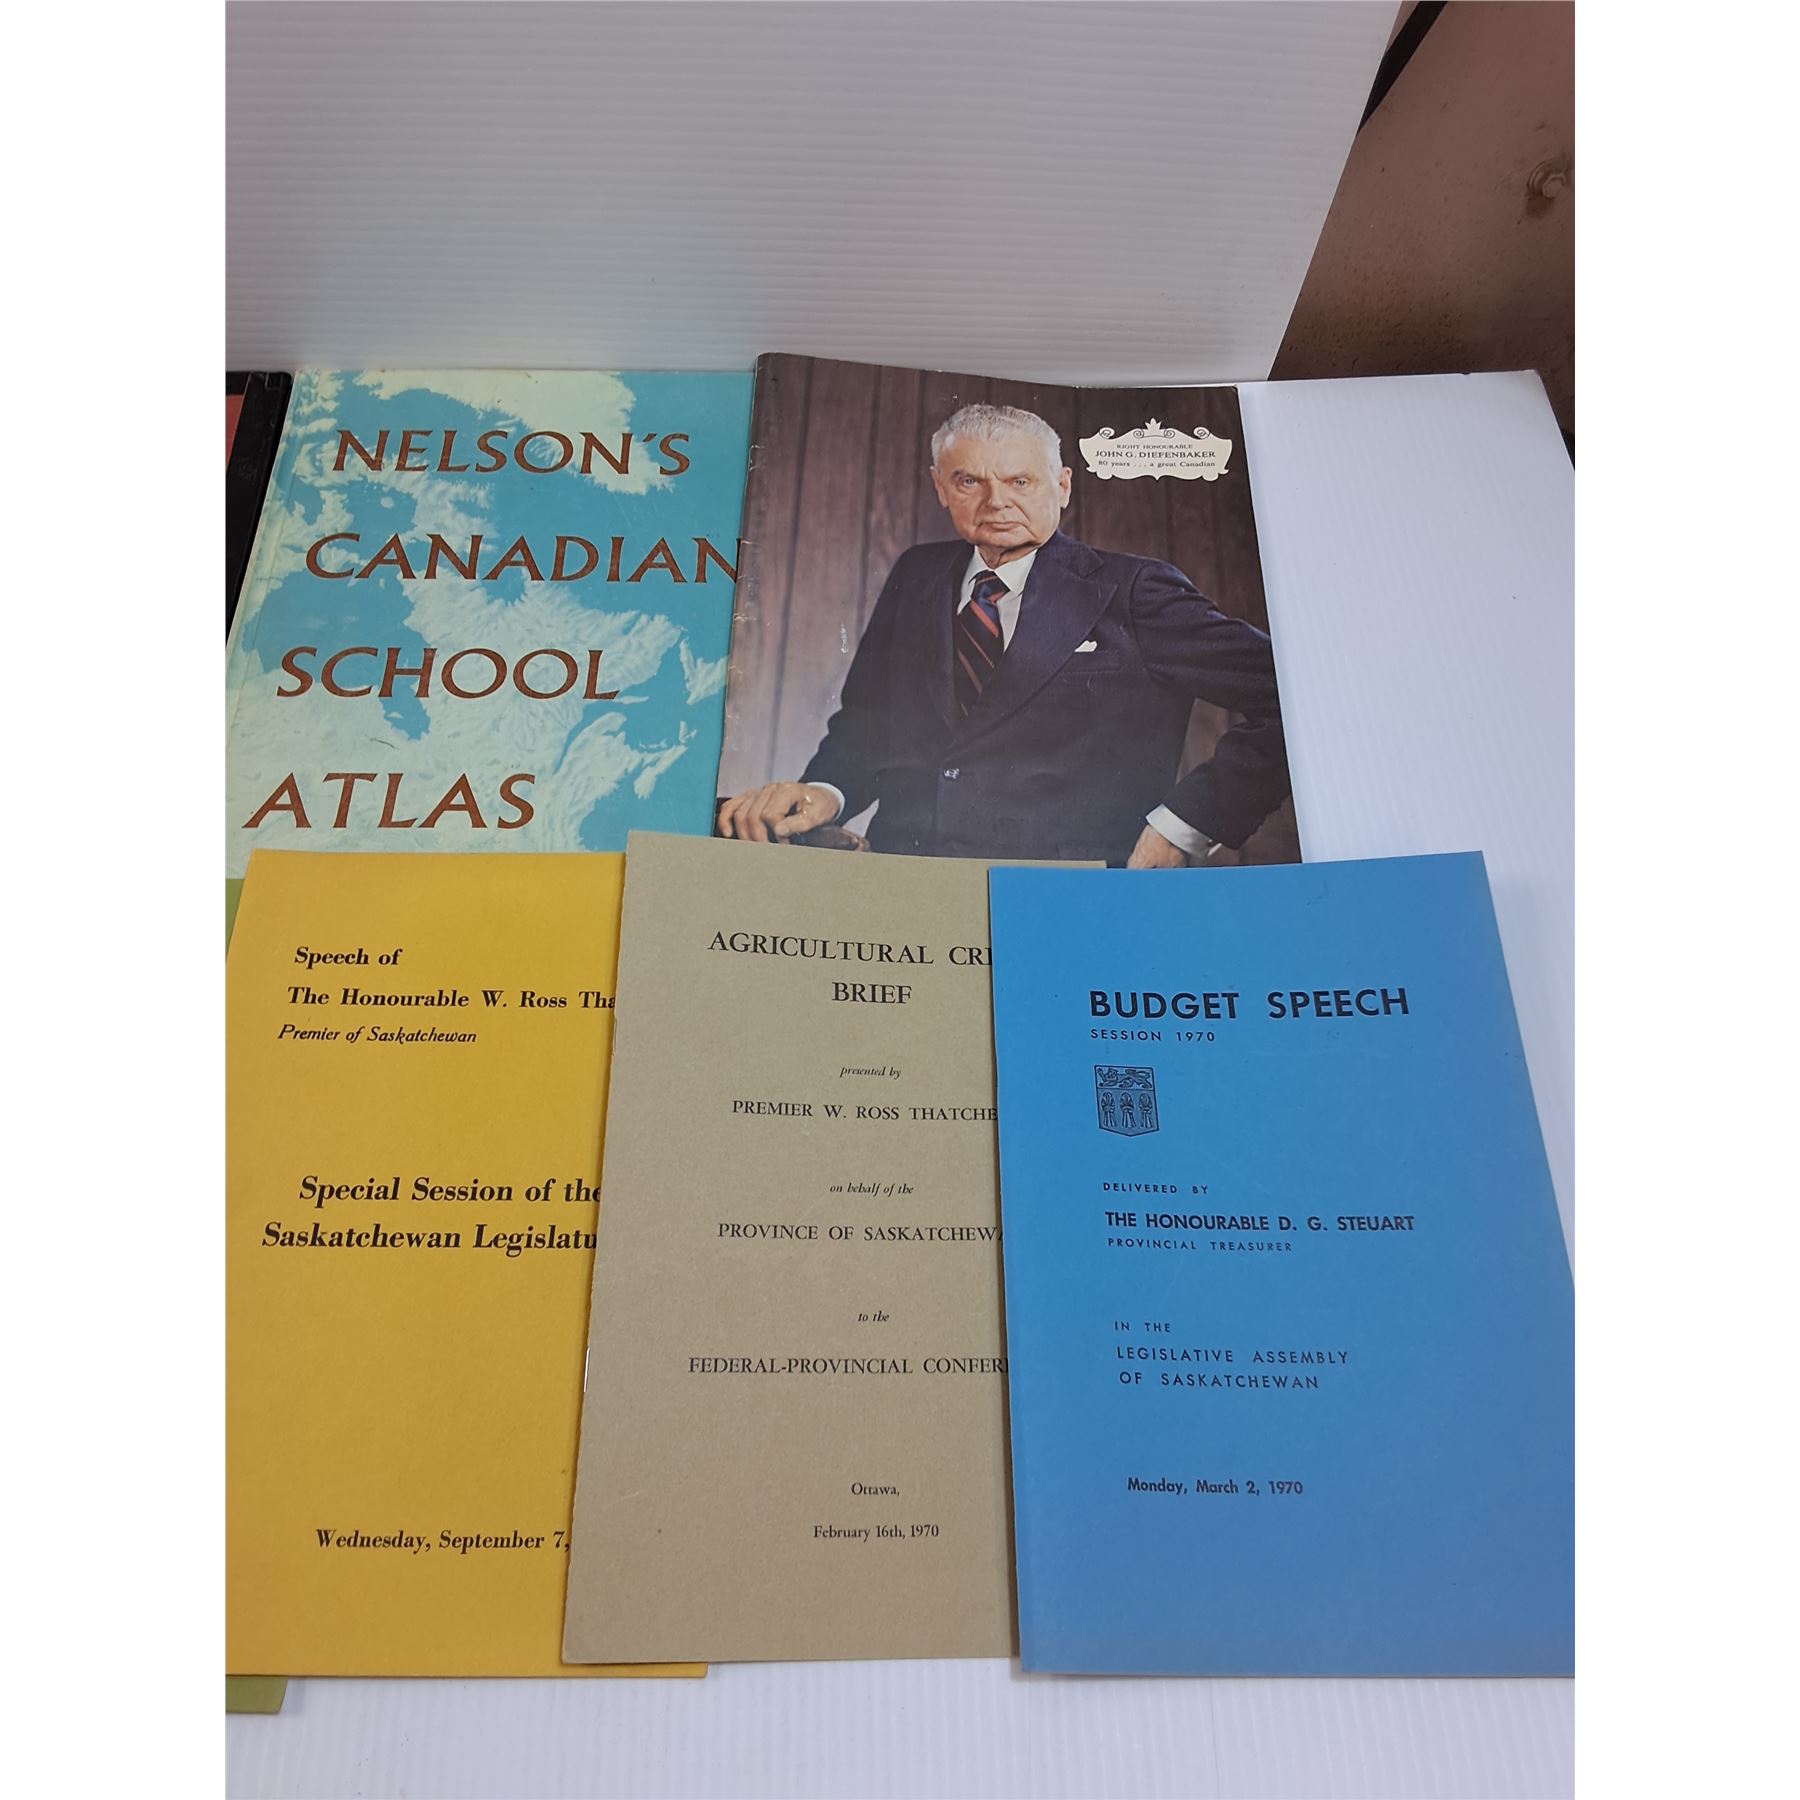 NELSON'S
CANADIAN
SCHOOL
ATLAS
RIGHT HONOURABLE
JOHN G. DIEFENBAKER
80 years . . . a great Canadian
Speech of
The Honourable W. Ross Tha
Premier of Saskatchewan
Special Session of the
Saskatchewan Legislatu
Wednesday, September 7,
AGRICULTURAL CRI
BRIEF
presented by
PREMIER W. ROSS THATCHE
on behalf of the
PROVINCE OF SASKATCHEWA
to the
FEDERAL-PROVINCIAL CONFER
Ottawa,
February 16th, 1970
BUDGET SPEECH
SESSION 1970
DELIVERED BY
THE HONOURABLE D. G. STEUART
PROVINCIAL TREASURER
IN THE
LEGISLATIVE ASSEMBLY
OF SASKATCHEWAN
Monday, March 2, 1970